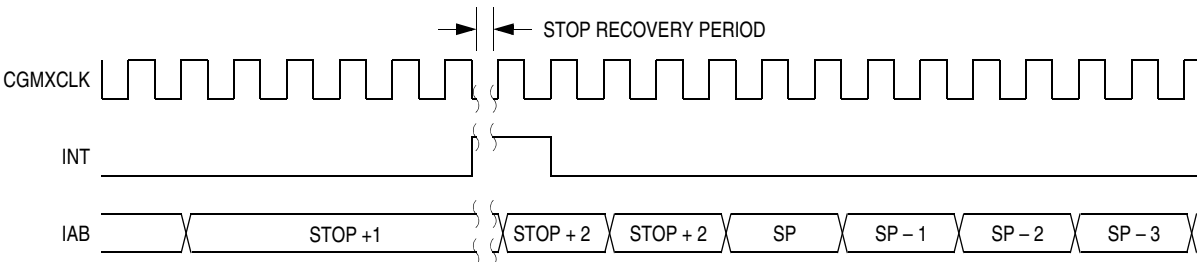 STOP RECOVERY PERIOD
CGMXCLK
INT
IAB STOP +1 STOP + 2 STOP + 2 SP SP – 1 SP – 2 SP – 3